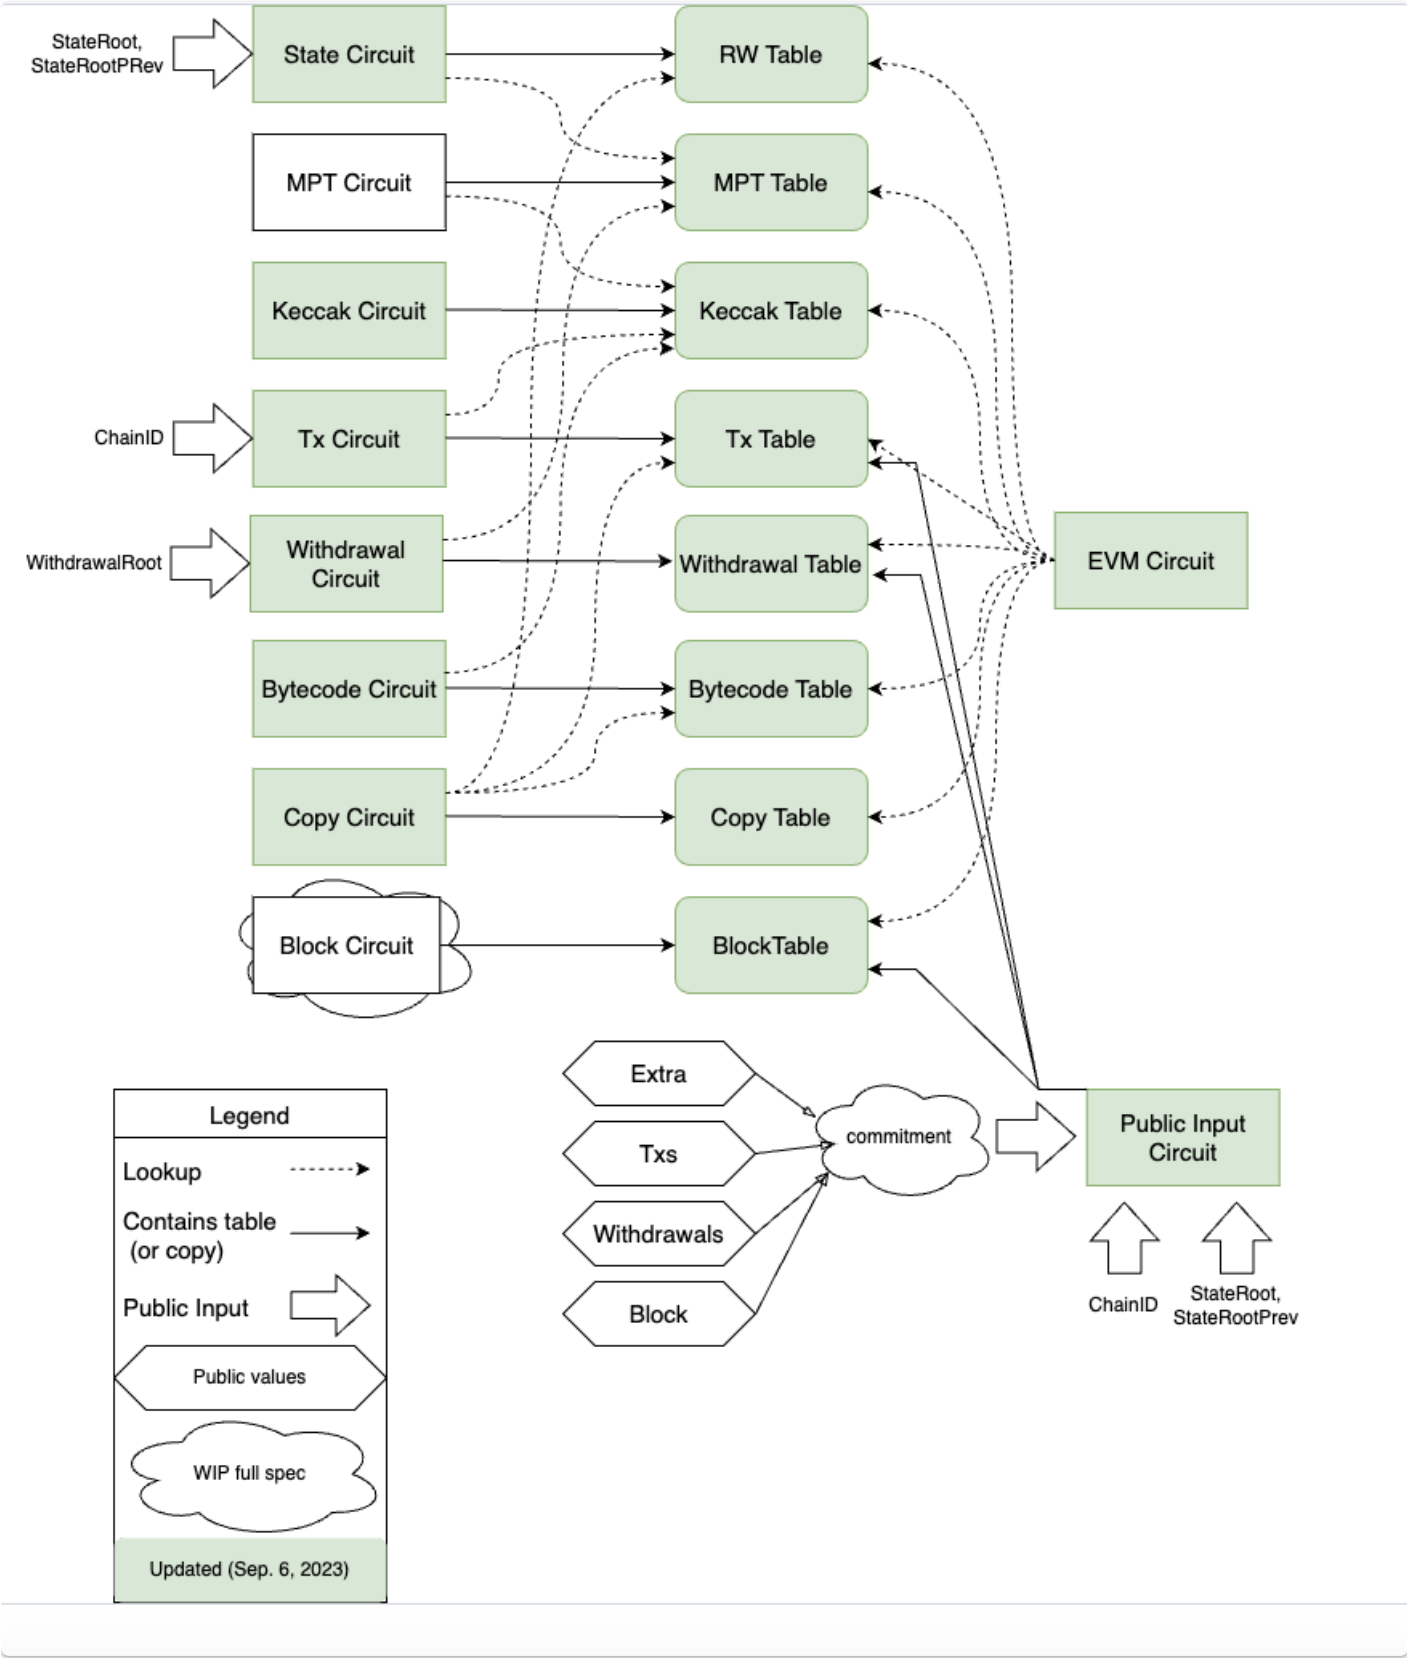 StateRoot,
StateRootPRev
State Circuit
RW Table
MPT Circuit
MPT Table
Keccak Circuit
Keccak Table
ChainID
Tx Circuit
Tx Table
WithdrawalRoot
Withdrawal
Circuit
Withdrawal Table
EVM Circuit
Bytecode Circuit
Bytecode Table
Copy Circuit
Copy Table
Block Circuit
BlockTable
Extra
Txs
Withdrawals
Block
commitment
Public Input
Circuit
ChainID
StateRoot,
StateRootPrev
Legend
Lookup
Contains table
(or copy)
Public Input
Public values
WIP full spec
Updated (Sep. 6, 2023)